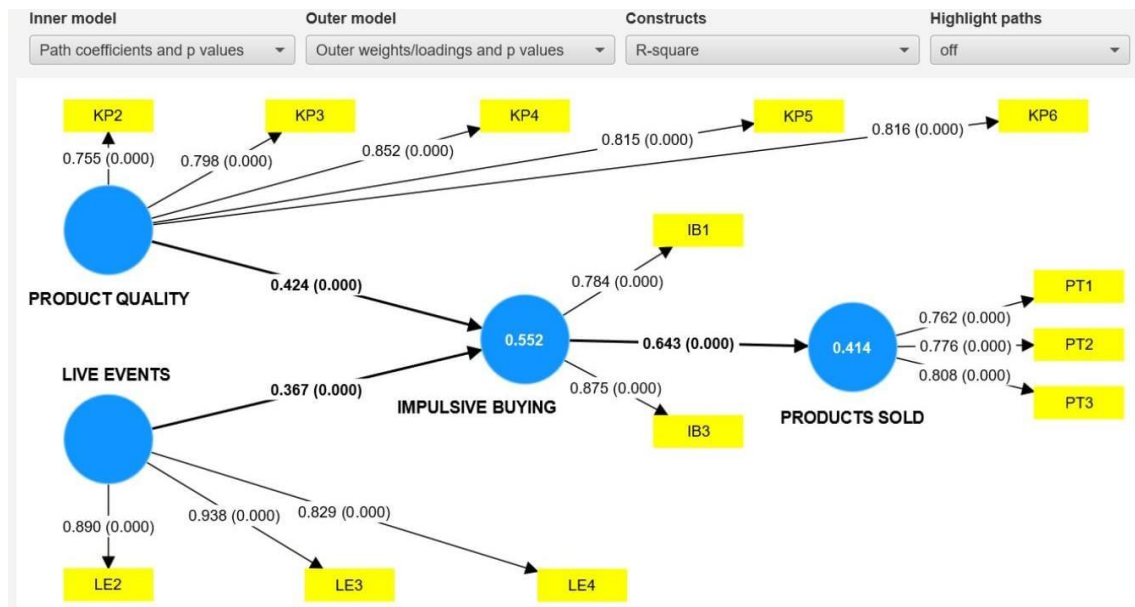 Inner model Outer model Constructs Highlight paths
Path coefficients and p values Outer weights/loadings and p values R-square off
KP2 KP3 KP4 KP5 KP6
0.755 (0.000) 0.798 (0.000) 0.852 (0.000) 0.815 (0.000) 0.816 (0.000)
PRODUCT QUALITY
0.424 (0.000)
LIVE EVENTS
0.367 (0.000)
IB1
0.784 (0.000)
0.552
IMPULSIVE BUYING
0.875 (0.000)
IB3
0.643 (0.000)
0.414
PRODUCTS SOLD
0.762 (0.000) PT1
0.776 (0.000) PT2
0.808 (0.000) PT3
0.890 (0.000) 0.938 (0.000) 0.829 (0.000)
LE2 LE3 LE4